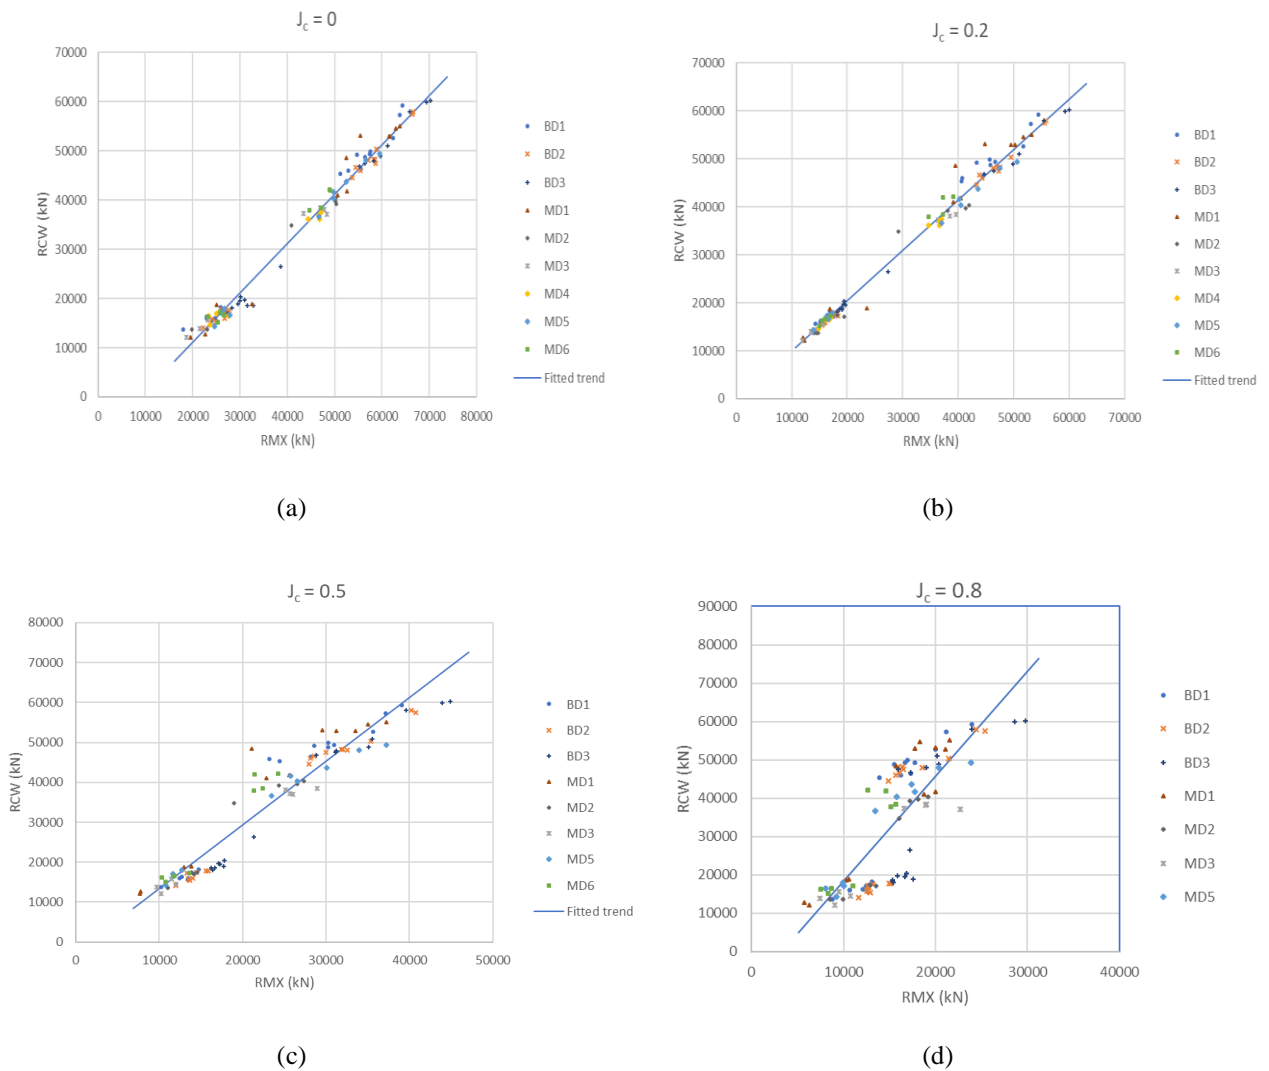 J_c = 0
70000
60000
50000
40000
30000
20000
10000
0
RCW (kN)
0 10000 20000 30000 40000 50000 60000 70000 80000
RMX (kN)
BD1
BD2
BD3
MD1
MD2
MD3
MD4
MD5
MD6
Fitted trend
(a)
J_c = 0.2
70000
60000
50000
40000
30000
20000
10000
0
RCW (kN)
0 10000 20000 30000 40000 50000 60000 70000
RMX (kN)
BD1
BD2
BD3
MD1
MD2
MD3
MD4
MD5
MD6
Fitted trend
(b)
J_c = 0.5
80000
70000
60000
50000
40000
30000
20000
10000
0
RCW (kN)
0 10000 20000 30000 40000 50000
RMX (kN)
BD1
BD2
BD3
MD1
MD2
MD3
MD5
MD6
Fitted trend
(c)
J_c = 0.8
90000
80000
70000
60000
50000
40000
30000
20000
10000
0
RCW (kN)
0 10000 20000 30000 40000
RMX (kN)
BD1
BD2
BD3
MD1
MD2
MD3
MD5
(d)